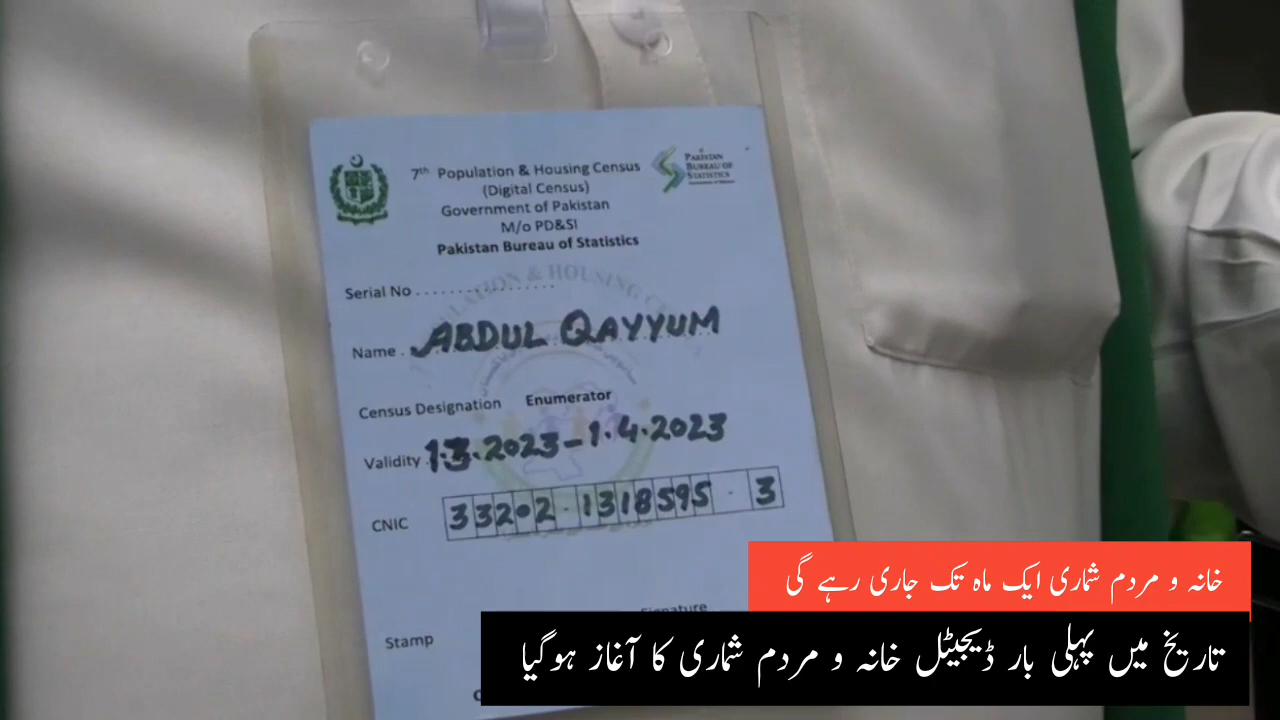 7th Population & Housing Census
(Digital Census)
Government of Pakistan
M/o PD&SI
Pakistan Bureau of Statistics
PAKISTAN
BUREAU OF
STATISTICS
Serial No . . . . . . . . . . . . . . . . .
Name . ABDUL QAYYUM
Census Designation Enumerator
Validity . 1.3.2023 – 1.4.2023
CNIC 33202 - 1318595 - 3
Signature
Stamp
خانہ و مردم شماری ایک ماہ تک جاری رہے گی
تاریخ میں پہلی بار ڈیجیٹل خانہ و مردم شماری کا آغاز ہوگیا